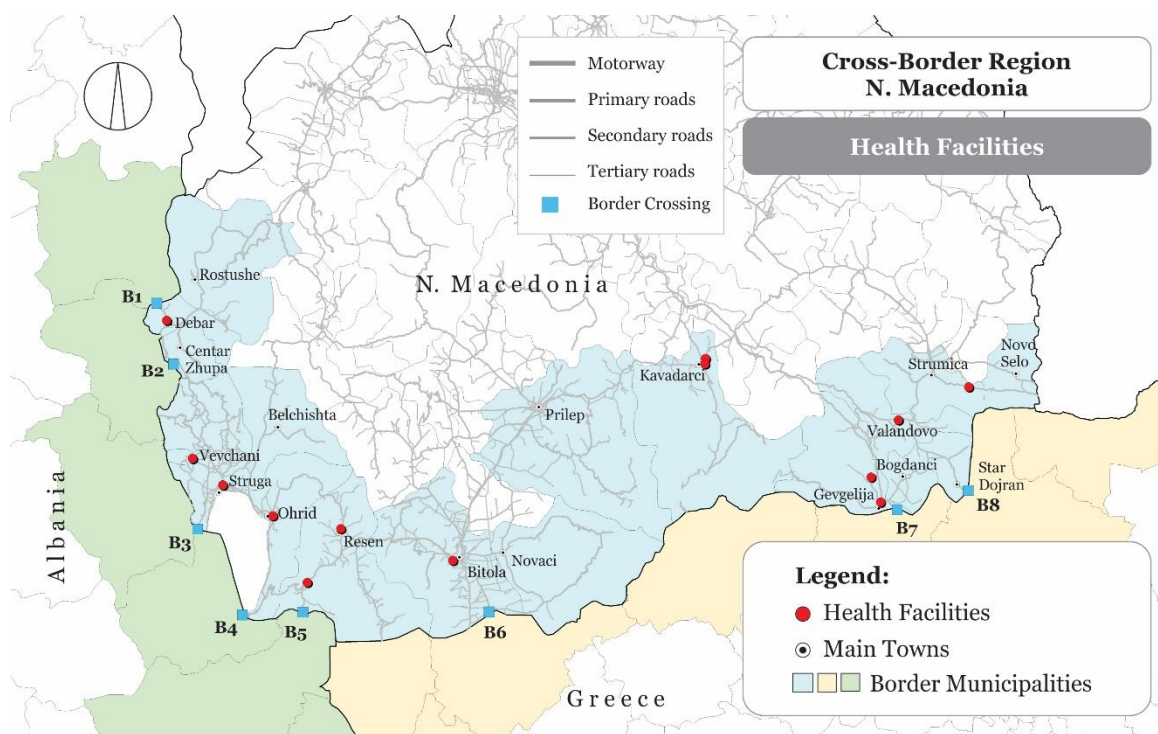 Motorway
Primary roads
Secondary roads
Tertiary roads
Border Crossing
Cross-Border Region
N. Macedonia
Health Facilities
N. Macedonia
Albania
Greece
Rostushe
B1
Debar
Centar
Zhupa
B2
Belchishta
Vevchani
Struga
Ohrid
B3
Resen
B4
B5
Bitola
Novaci
B6
Prilep
Kavadarci
Strumica
Novo
Selo
Valandovo
Bogdanci
Gevgelija
Star
Dojran
B7
B8
Legend:
Health Facilities
Main Towns
Border Municipalities